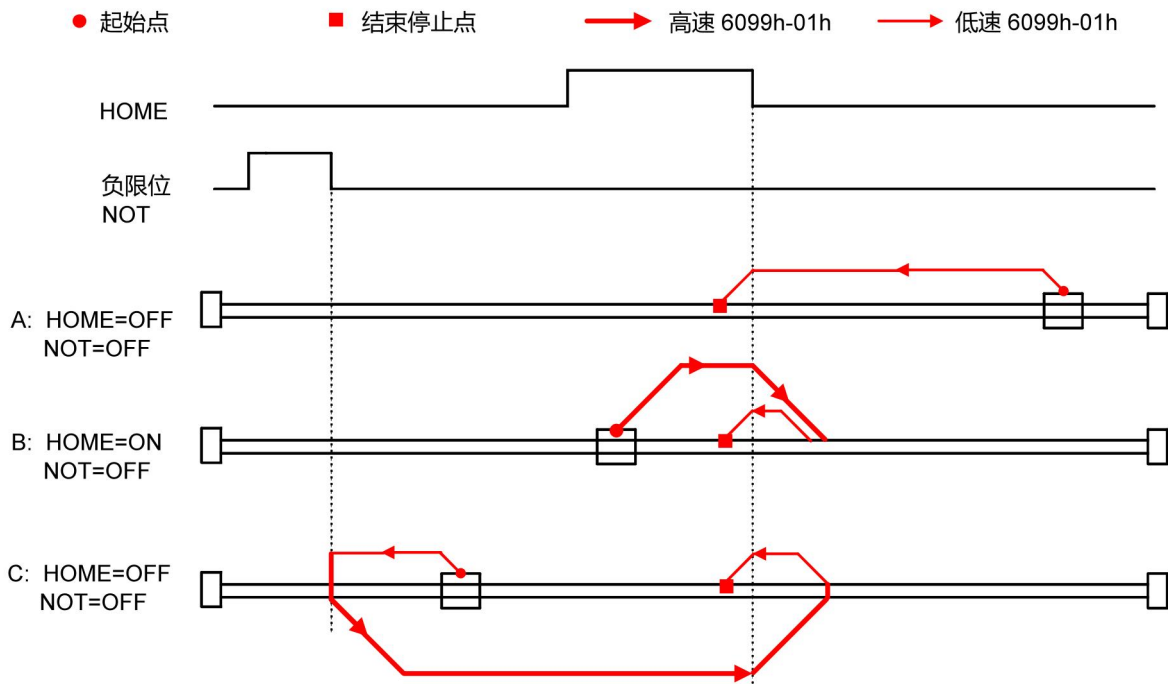 起始点
结束停止点
高速 6099h-01h
低速 6099h-01h
HOME
负限位
NOT
A: HOME=OFF
NOT=OFF
B: HOME=ON
NOT=OFF
C: HOME=OFF
NOT=OFF